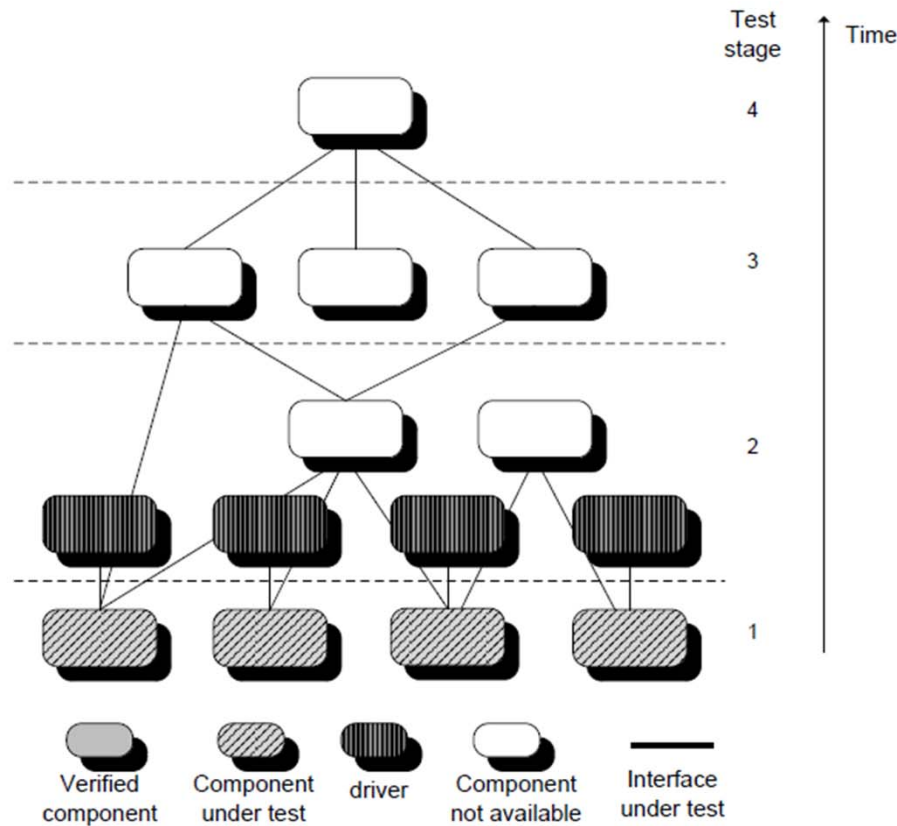 Test
stage
Time
4
3
2
1
Verified
component
Component
under test
driver
Component
not available
Interface
under test